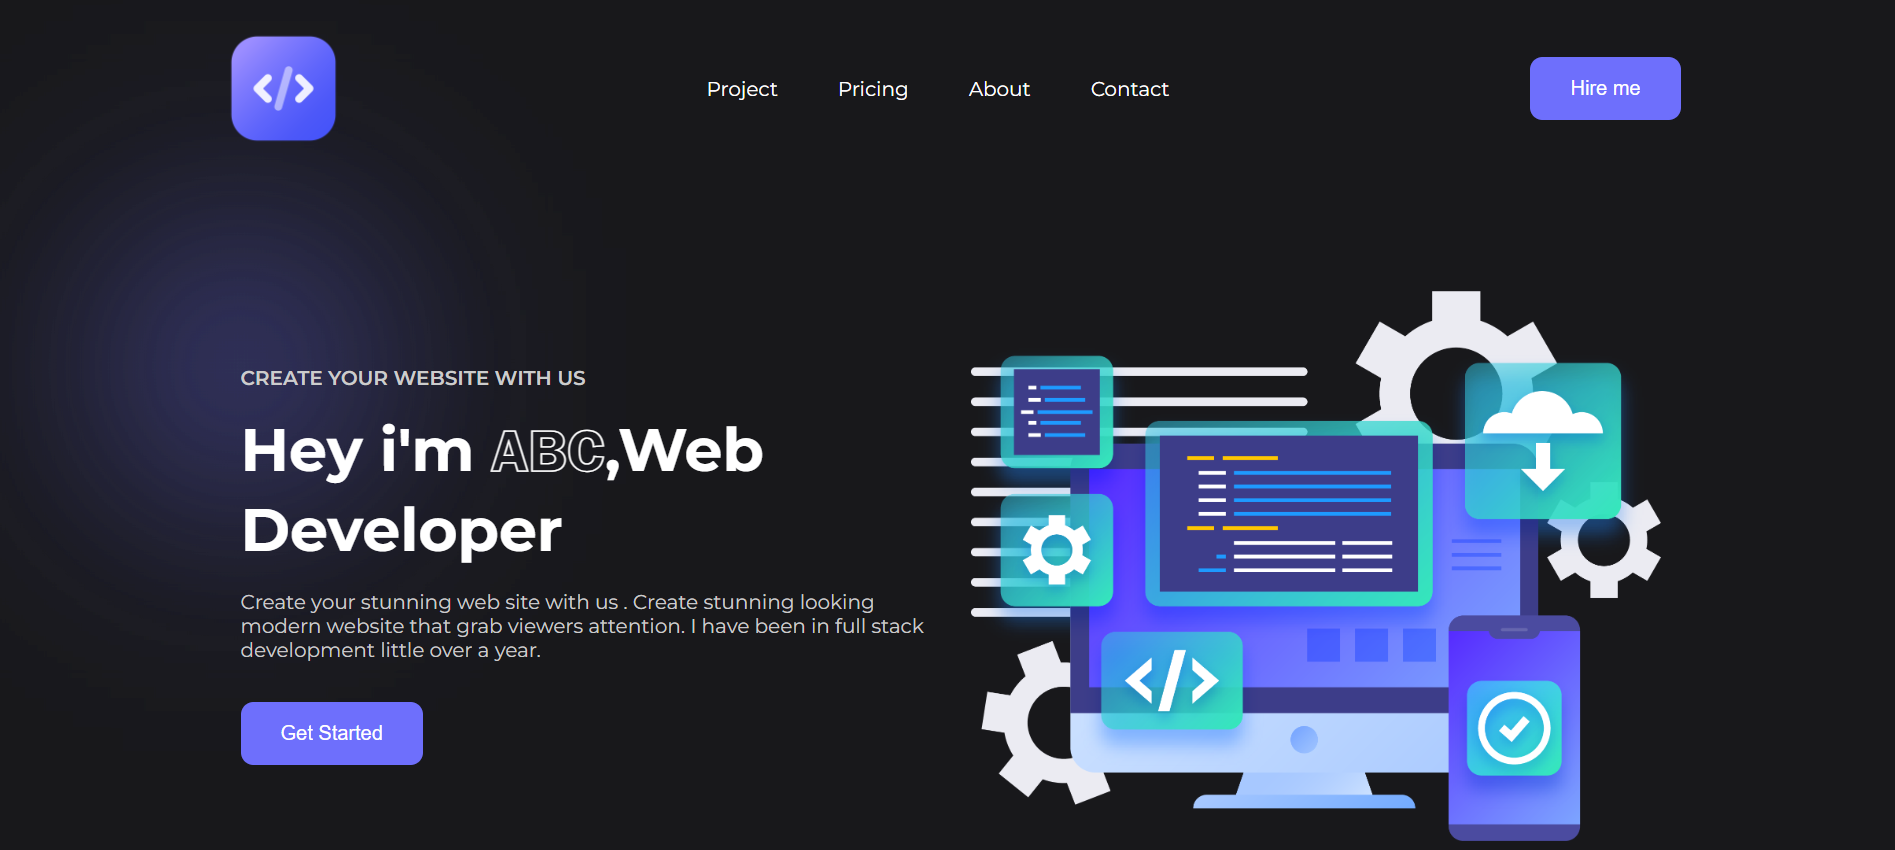 </>
Project Pricing About Contact Hire me
CREATE YOUR WEBSITE WITH US
Hey i'm ABC,Web
Developer
Create your stunning web site with us . Create stunning looking
modern website that grab viewers attention. I have been in full stack
development little over a year.
Get Started
</>